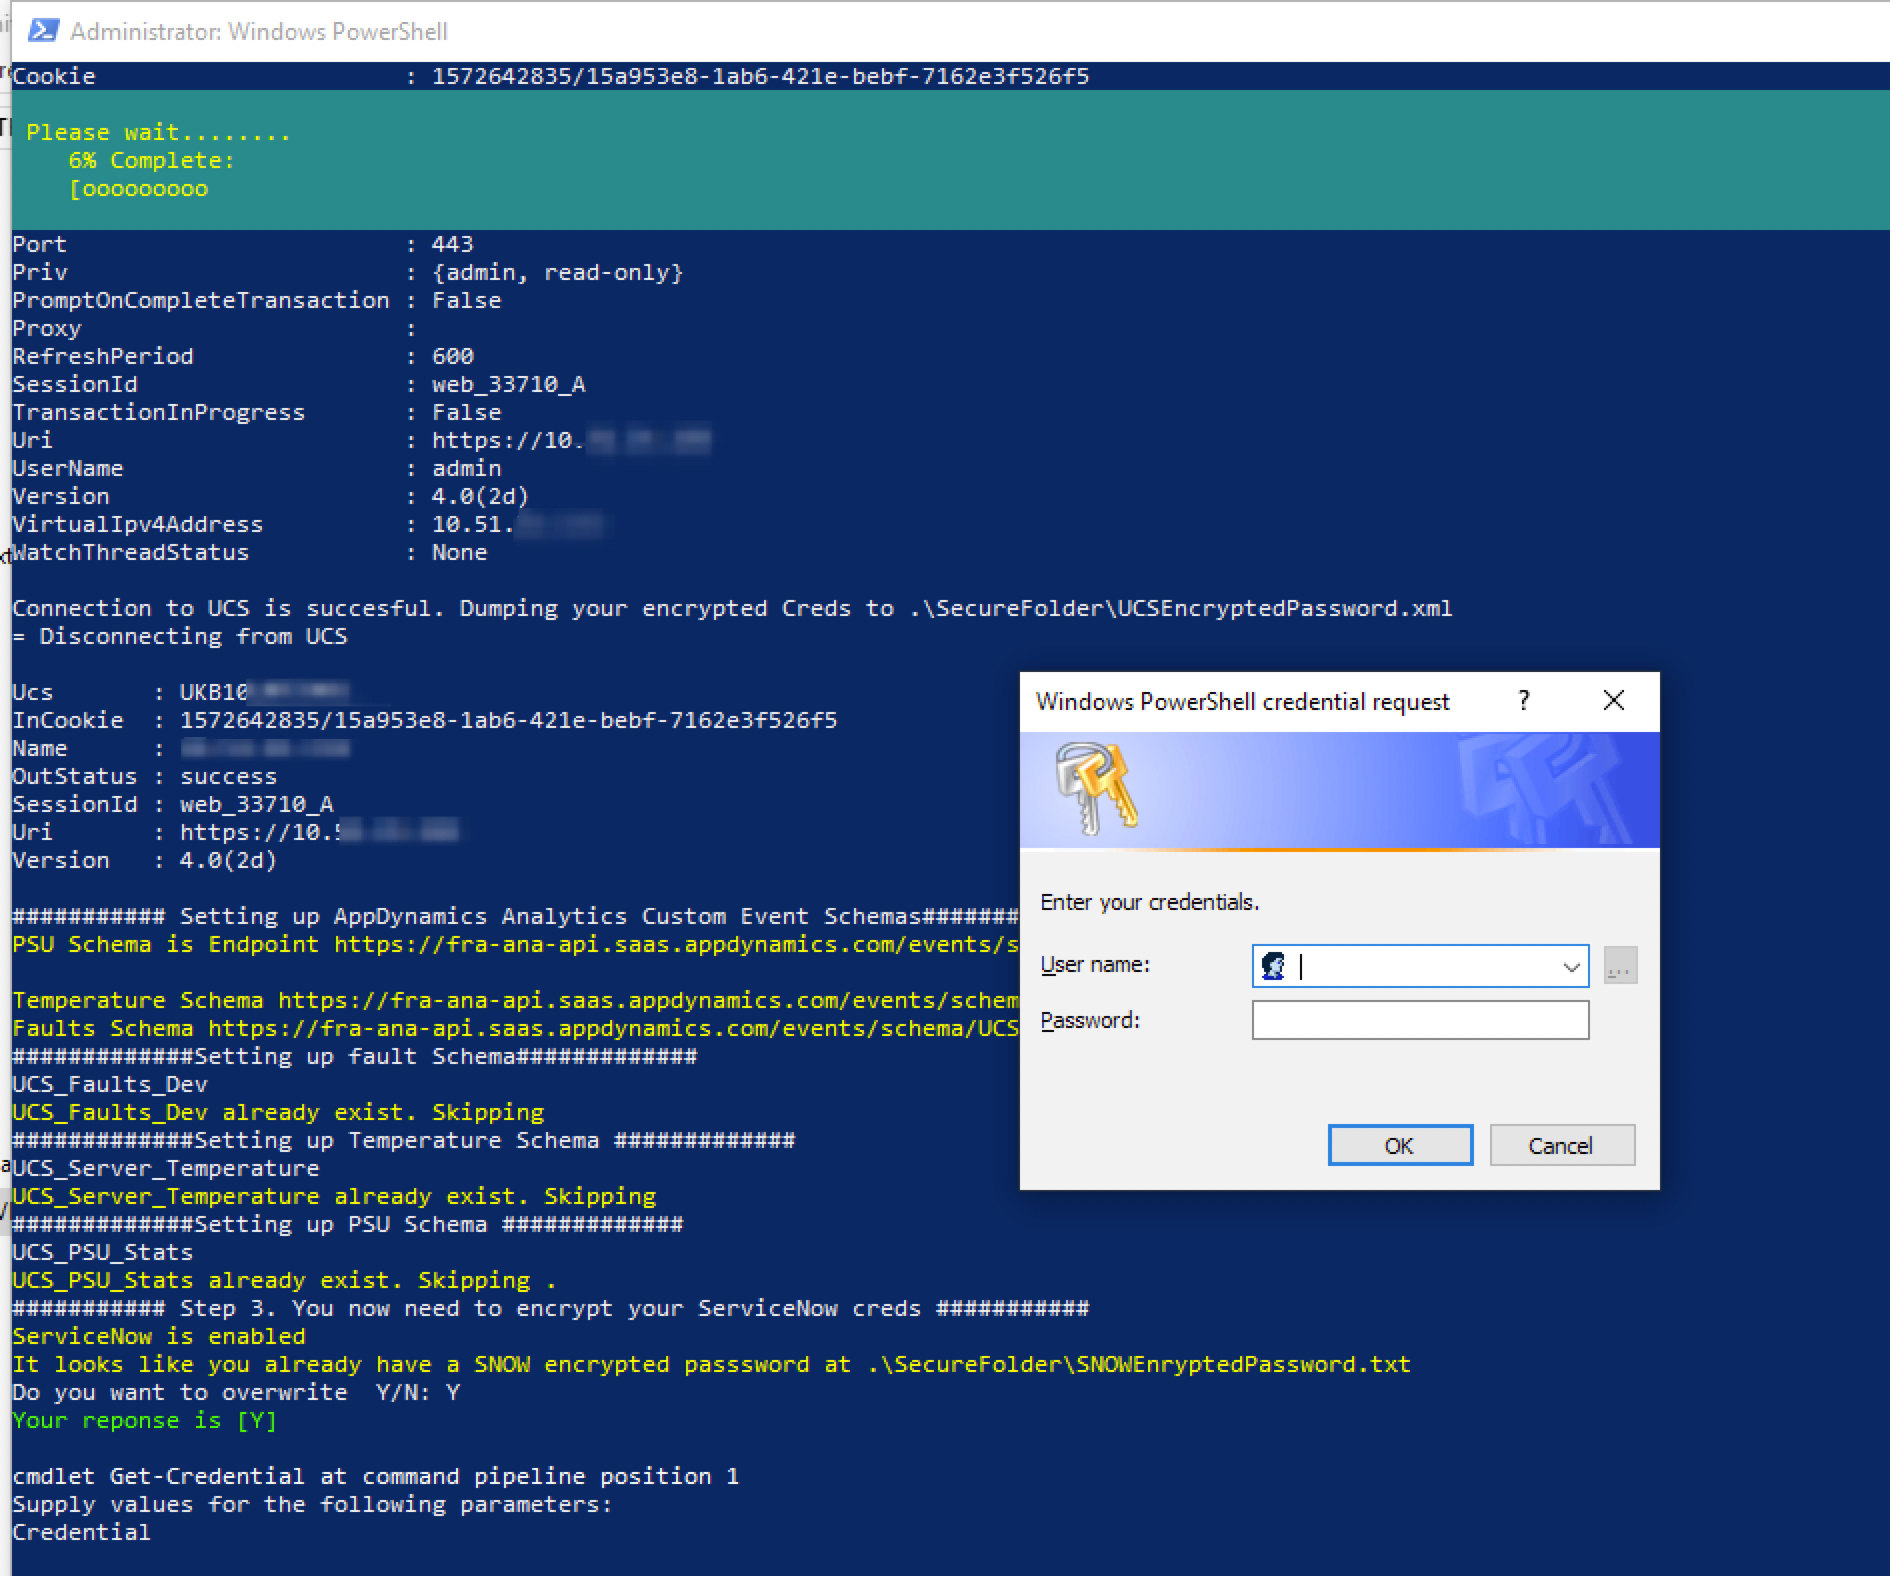 Administrator: Windows PowerShell
Cookie : 1572642835/15a953e8-1ab6-421e-bebf-7162e3f526f5
Please wait........
6% Complete:
[ooooooooo
Port : 443
Priv : {admin, read-only}
PromptOnCompleteTransaction : False
Proxy :
RefreshPeriod : 600
SessionId : web_33710_A
TransactionInProgress : False
Uri : https://10.
UserName : admin
Version : 4.0(2d)
VirtualIpv4Address : 10.51.
WatchThreadStatus : None
Connection to UCS is succesful. Dumping your encrypted Creds to .\SecureFolder\UCSEncryptedPassword.xml
= Disconnecting from UCS
Ucs : UKB10
InCookie : 1572642835/15a953e8-1ab6-421e-bebf-7162e3f526f5
Name :
OutStatus : success
SessionId : web_33710_A
Uri : https://10.5
Version : 4.0(2d)
########### Setting up AppDynamics Analytics Custom Event Schemas#######
PSU Schema is Endpoint https://fra-ana-api.saas.appdynamics.com/events/s
Temperature Schema https://fra-ana-api.saas.appdynamics.com/events/schem
Faults Schema https://fra-ana-api.saas.appdynamics.com/events/schema/UCS
#############Setting up fault Schema#############
UCS_Faults_Dev
UCS_Faults_Dev already exist. Skipping
#############Setting up Temperature Schema #############
UCS_Server_Temperature
UCS_Server_Temperature already exist. Skipping
#############Setting up PSU Schema #############
UCS_PSU_Stats
UCS_PSU_Stats already exist. Skipping .
########### Step 3. You now need to encrypt your ServiceNow creds ###########
ServiceNow is enabled
It looks like you already have a SNOW encrypted passsword at .\SecureFolder\SNOWEnryptedPassword.txt
Do you want to overwrite  Y/N: Y
Your reponse is [Y]
cmdlet Get-Credential at command pipeline position 1
Supply values for the following parameters:
Credential
Windows PowerShell credential request ?
Enter your credentials.
User name:
...
Password:
OK Cancel